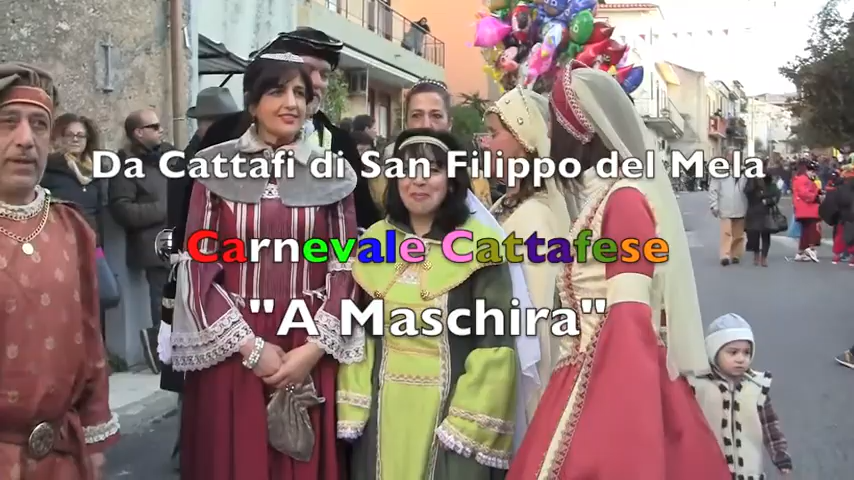 Da Cattafi di San Filippo del Mela
Carnevale Cattafese
"A Maschira"